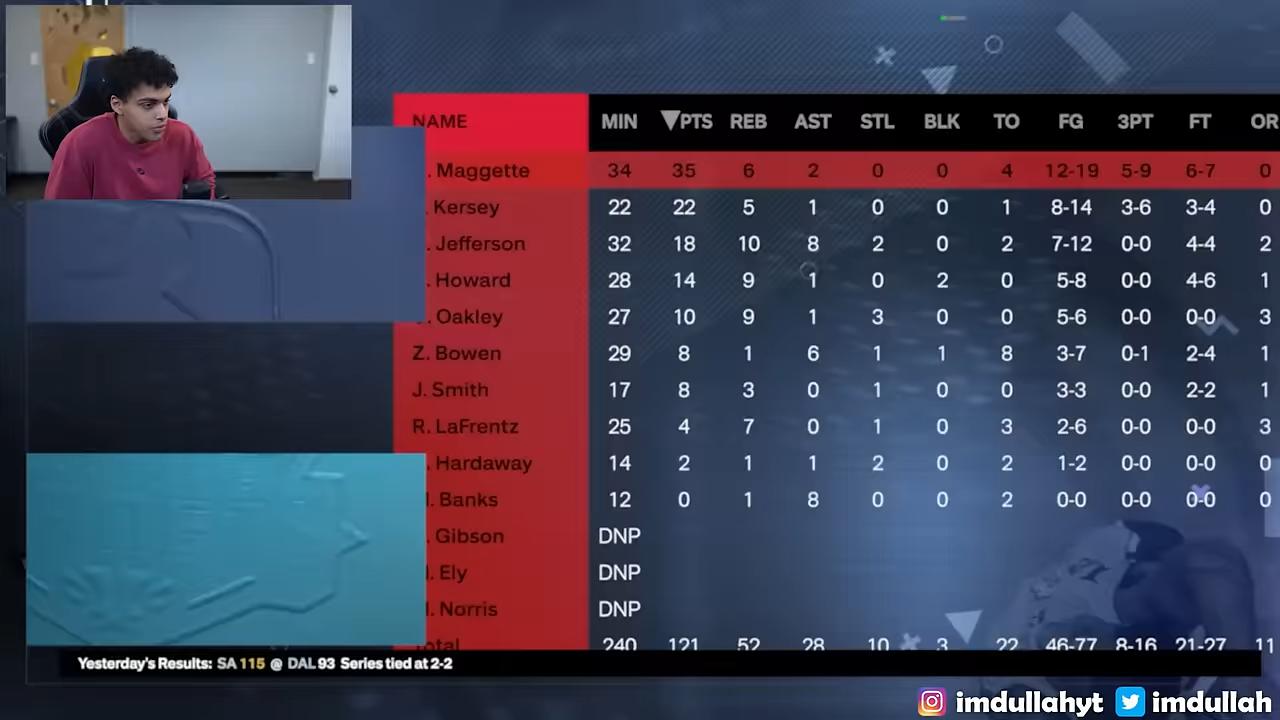 NAME MIN ▼PTS REB AST STL BLK TO FG 3PT FT OR
. Maggette 34 35 6 2 0 0 4 12-19 5-9 6-7 0
. Kersey 22 22 5 1 0 0 1 8-14 3-6 3-4 0
. Jefferson 32 18 10 8 2 0 2 7-12 0-0 4-4 2
. Howard 28 14 9 1 0 2 0 5-8 0-0 4-6 1
. Oakley 27 10 9 1 3 0 0 5-6 0-0 0-0 3
Z. Bowen 29 8 1 6 1 1 8 3-7 0-1 2-4 1
J. Smith 17 8 3 0 1 0 0 3-3 0-0 2-2 1
R. LaFrentz 25 4 7 0 1 0 3 2-6 0-0 0-0 3
. Hardaway 14 2 1 1 2 0 2 1-2 0-0 0-0 0
. Banks 12 0 1 8 0 0 2 0-0 0-0 0-0 0
. Gibson DNP
. Ely DNP
. Norris DNP
Total 240 121 52 28 10 3 22 46-77 8-16 21-27 11
Yesterday's Results: SA 115 @ DAL 93 Series tied at 2-2
imdullahyt imdullah